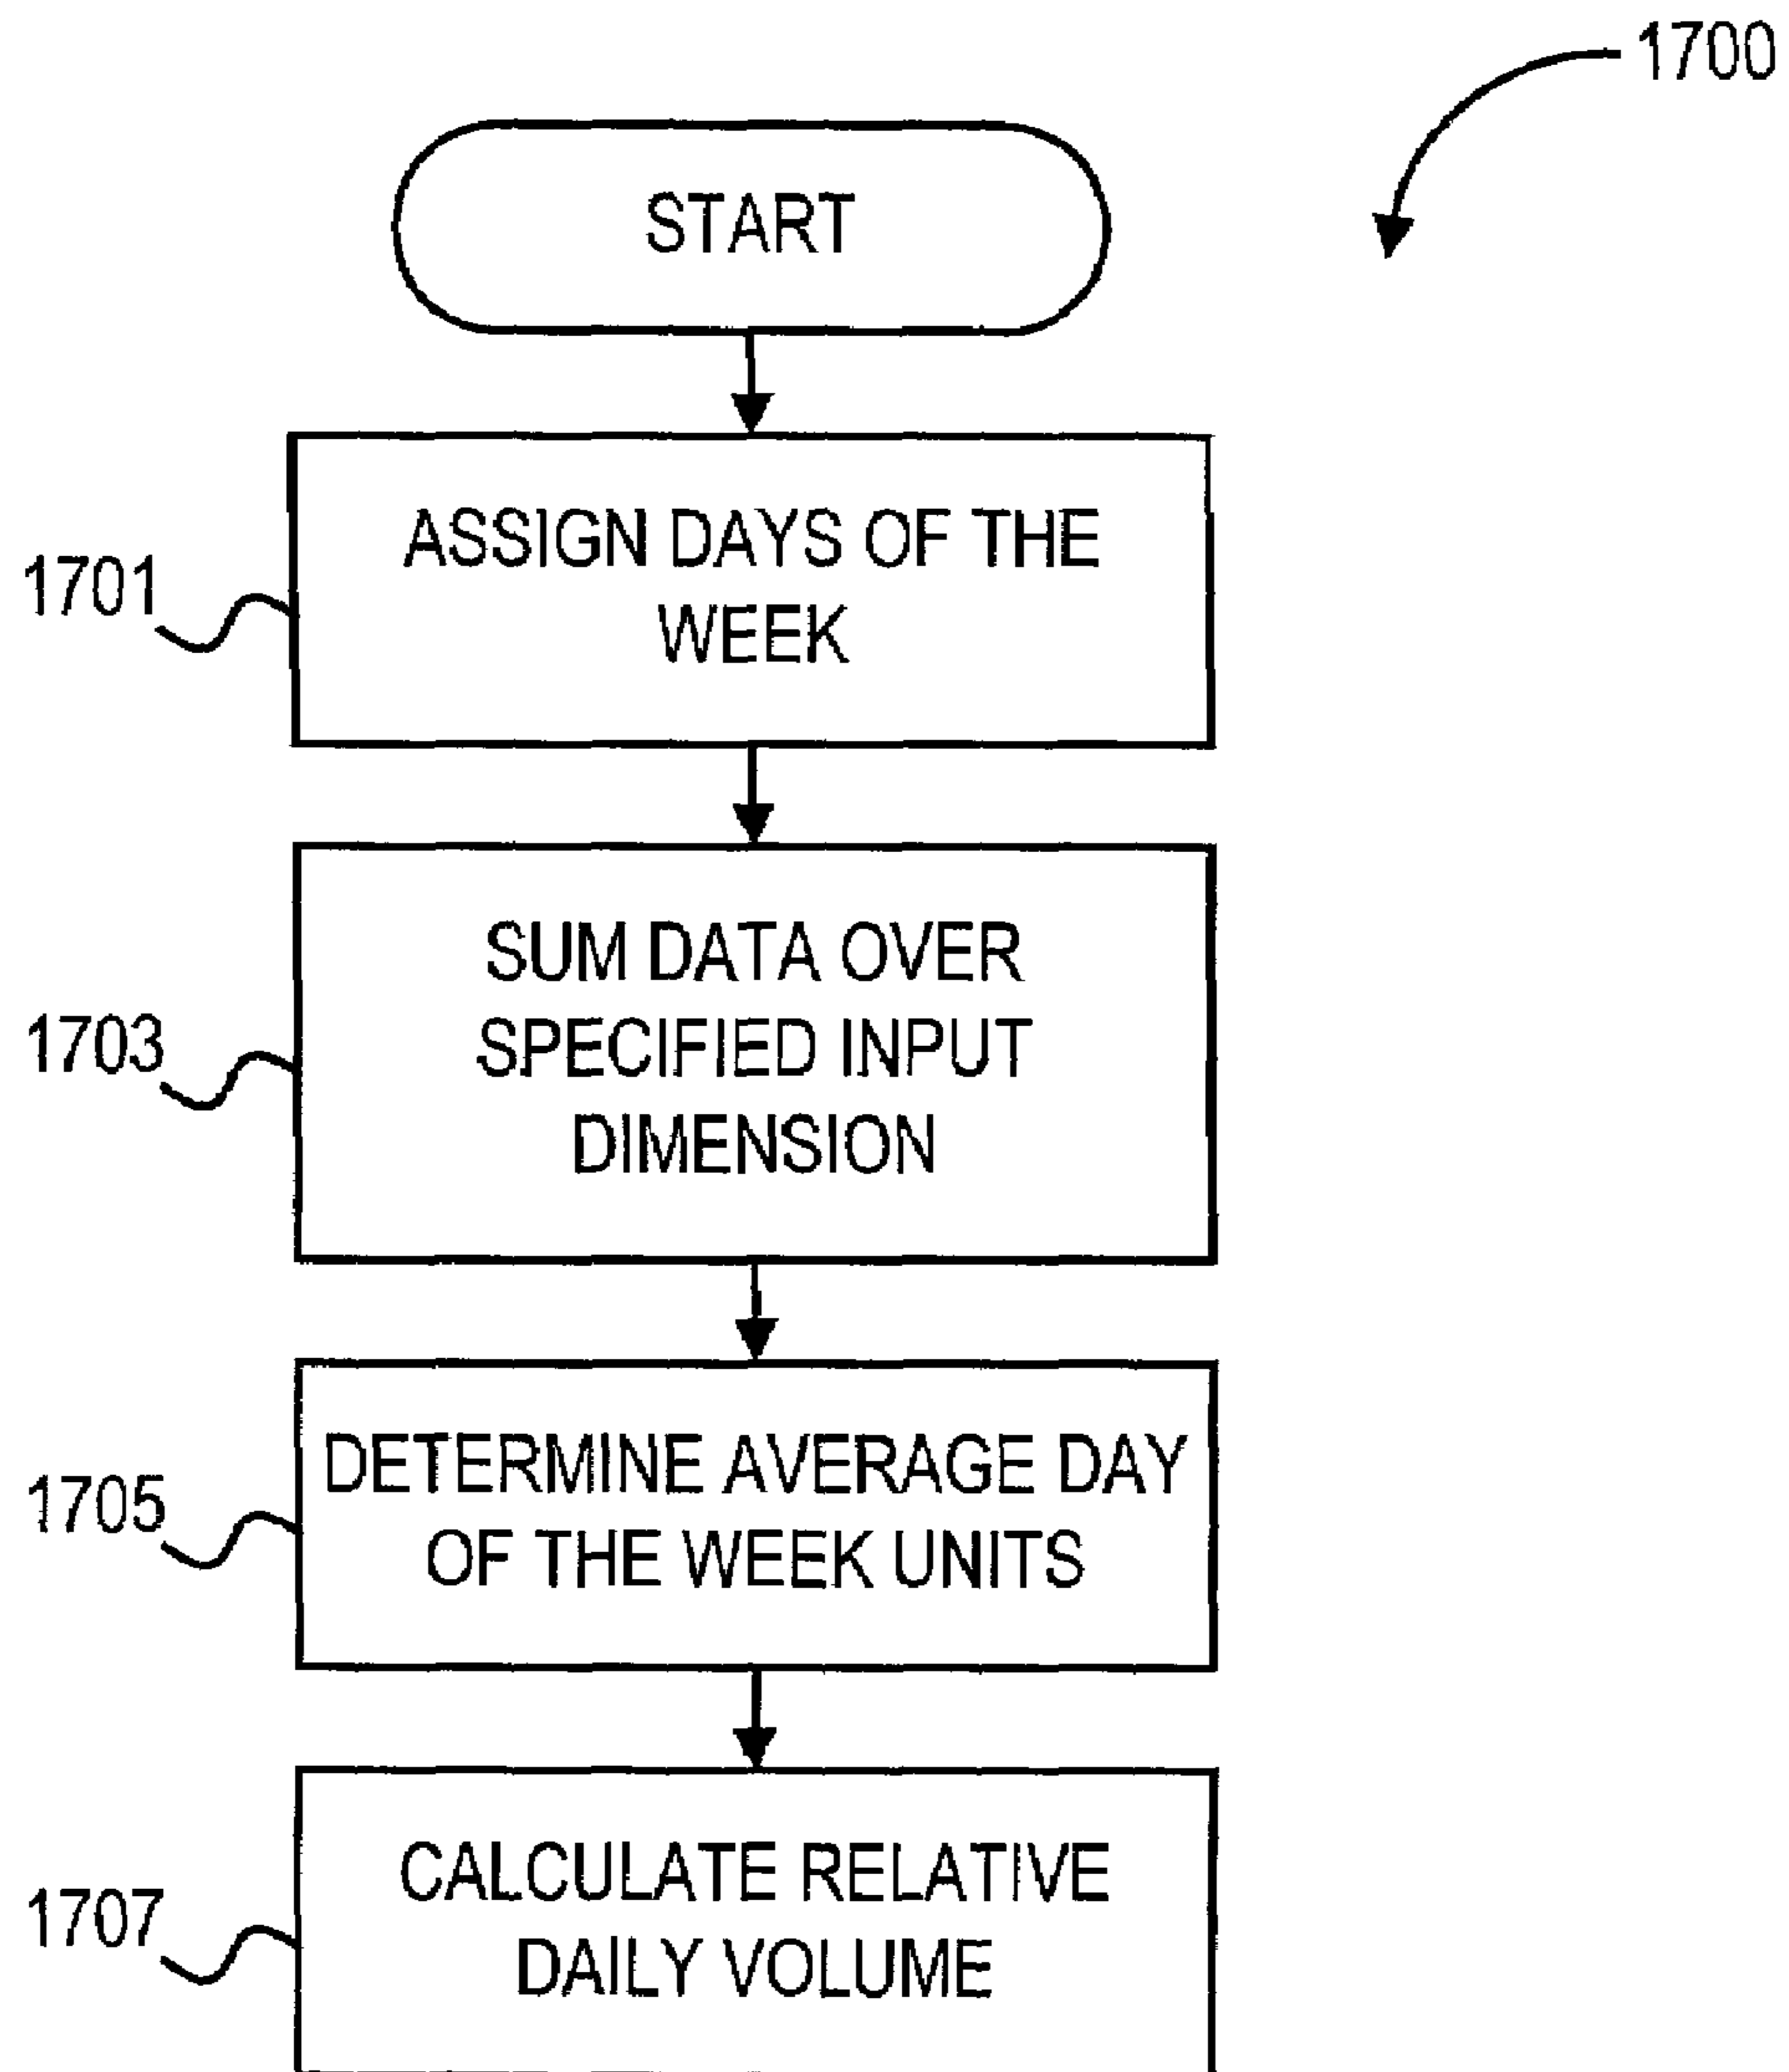 1700
START
ASSIGN DAYS OF THE
WEEK
1701
SUM DATA OVER
SPECIFIED INPUT
DIMENSION
1703
DETERMINE AVERAGE DAY
OF THE WEEK UNITS
1705
CALCULATE RELATIVE
DAILY VOLUME
1707